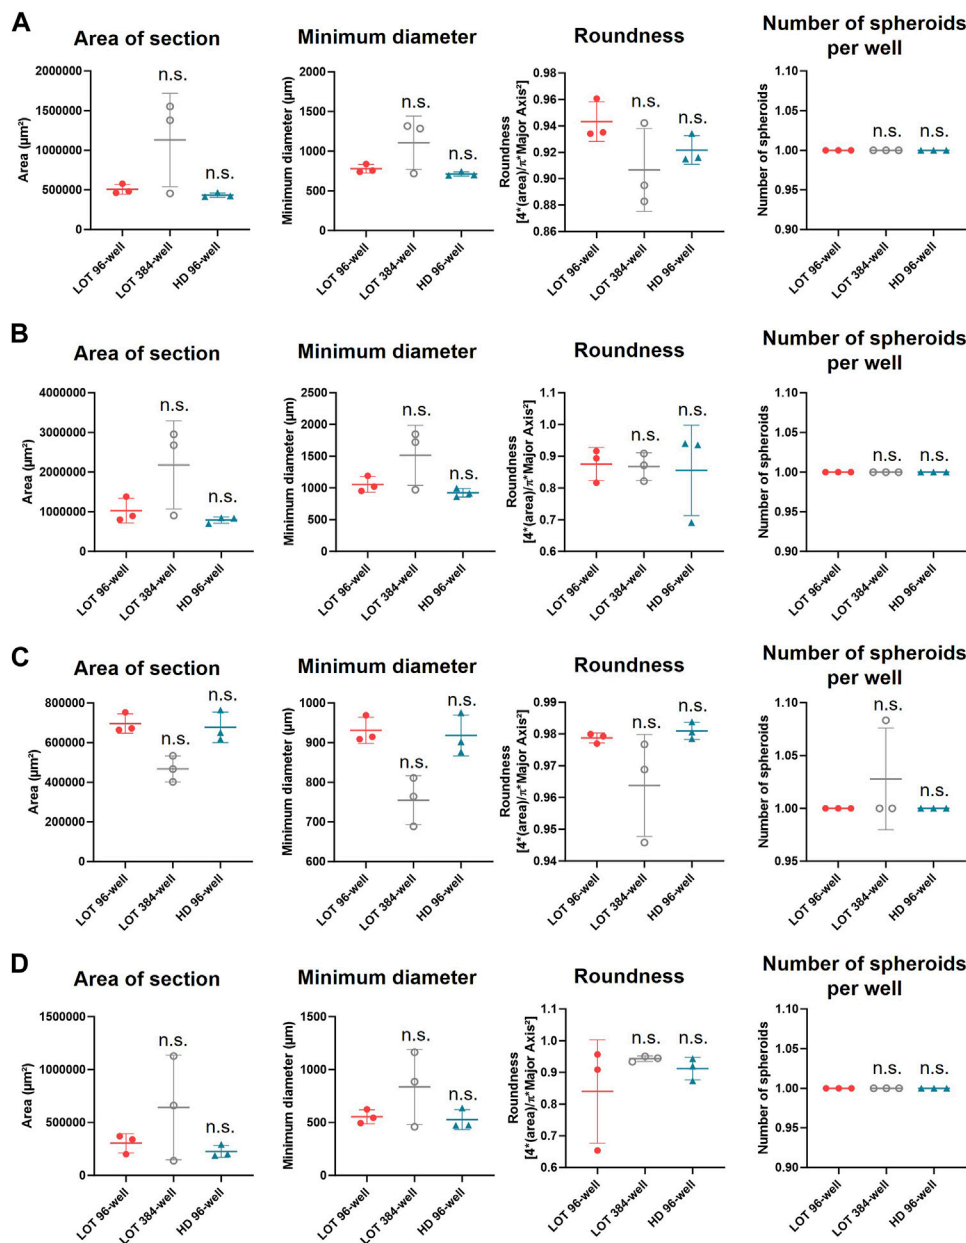 A
Area of section
Minimum diameter
Roundness
Number of spheroids
per well
Area (µm²)
2000000
1500000
1000000
500000
0
n.s.
n.s.
LOT 96-well
LOT 384-well
HD 96-well
Minimum diameter (µm)
2000
1500
1000
500
0
n.s.
n.s.
LOT 96-well
LOT 384-well
HD 96-well
Roundness
[4*(area)/π*Major Axis²]
0.98
0.96
0.94
0.92
0.90
0.88
0.86
n.s.
n.s.
LOT 96-well
LOT 384-well
HD 96-well
Number of spheroids
1.10
1.05
1.00
0.95
0.90
n.s.
n.s.
LOT 96-well
LOT 384-well
HD 96-well
B
Area of section
Minimum diameter
Roundness
Number of spheroids
per well
Area (µm²)
4000000
3000000
2000000
1000000
0
n.s.
n.s.
LOT 96-well
LOT 384-well
HD 96-well
Minimum diameter (µm)
2500
2000
1500
1000
500
0
n.s.
n.s.
LOT 96-well
LOT 384-well
HD 96-well
Roundness
[4*(area)/π*Major Axis²]
1.1
1.0
0.9
0.8
0.7
0.6
n.s.
n.s.
LOT 96-well
LOT 384-well
HD 96-well
Number of spheroids
1.10
1.05
1.00
0.95
0.90
n.s.
n.s.
LOT 96-well
LOT 384-well
HD 96-well
C
Area of section
Minimum diameter
Roundness
Number of spheroids
per well
Area (µm²)
800000
600000
400000
200000
0
n.s.
n.s.
LOT 96-well
LOT 384-well
HD 96-well
Minimum diameter (µm)
1000
900
800
700
600
n.s.
n.s.
LOT 96-well
LOT 384-well
HD 96-well
Roundness
[4*(area)/π*Major Axis²]
0.99
0.98
0.97
0.96
0.95
0.94
n.s.
n.s.
LOT 96-well
LOT 384-well
HD 96-well
Number of spheroids
1.10
1.05
1.00
0.95
n.s.
n.s.
LOT 96-well
LOT 384-well
HD 96-well
D
Area of section
Minimum diameter
Roundness
Number of spheroids
per well
Area (µm²)
1500000
1000000
500000
0
n.s.
n.s.
LOT 96-well
LOT 384-well
HD 96-well
Minimum diameter (µm)
1500
1000
500
0
n.s.
n.s.
LOT 96-well
LOT 384-well
HD 96-well
Roundness
[4*(area)/π*Major Axis²]
1.1
1.0
0.9
0.8
0.7
0.6
n.s.
n.s.
LOT 96-well
LOT 384-well
HD 96-well
Number of spheroids
1.10
1.05
1.00
0.95
0.90
n.s.
n.s.
LOT 96-well
LOT 384-well
HD 96-well